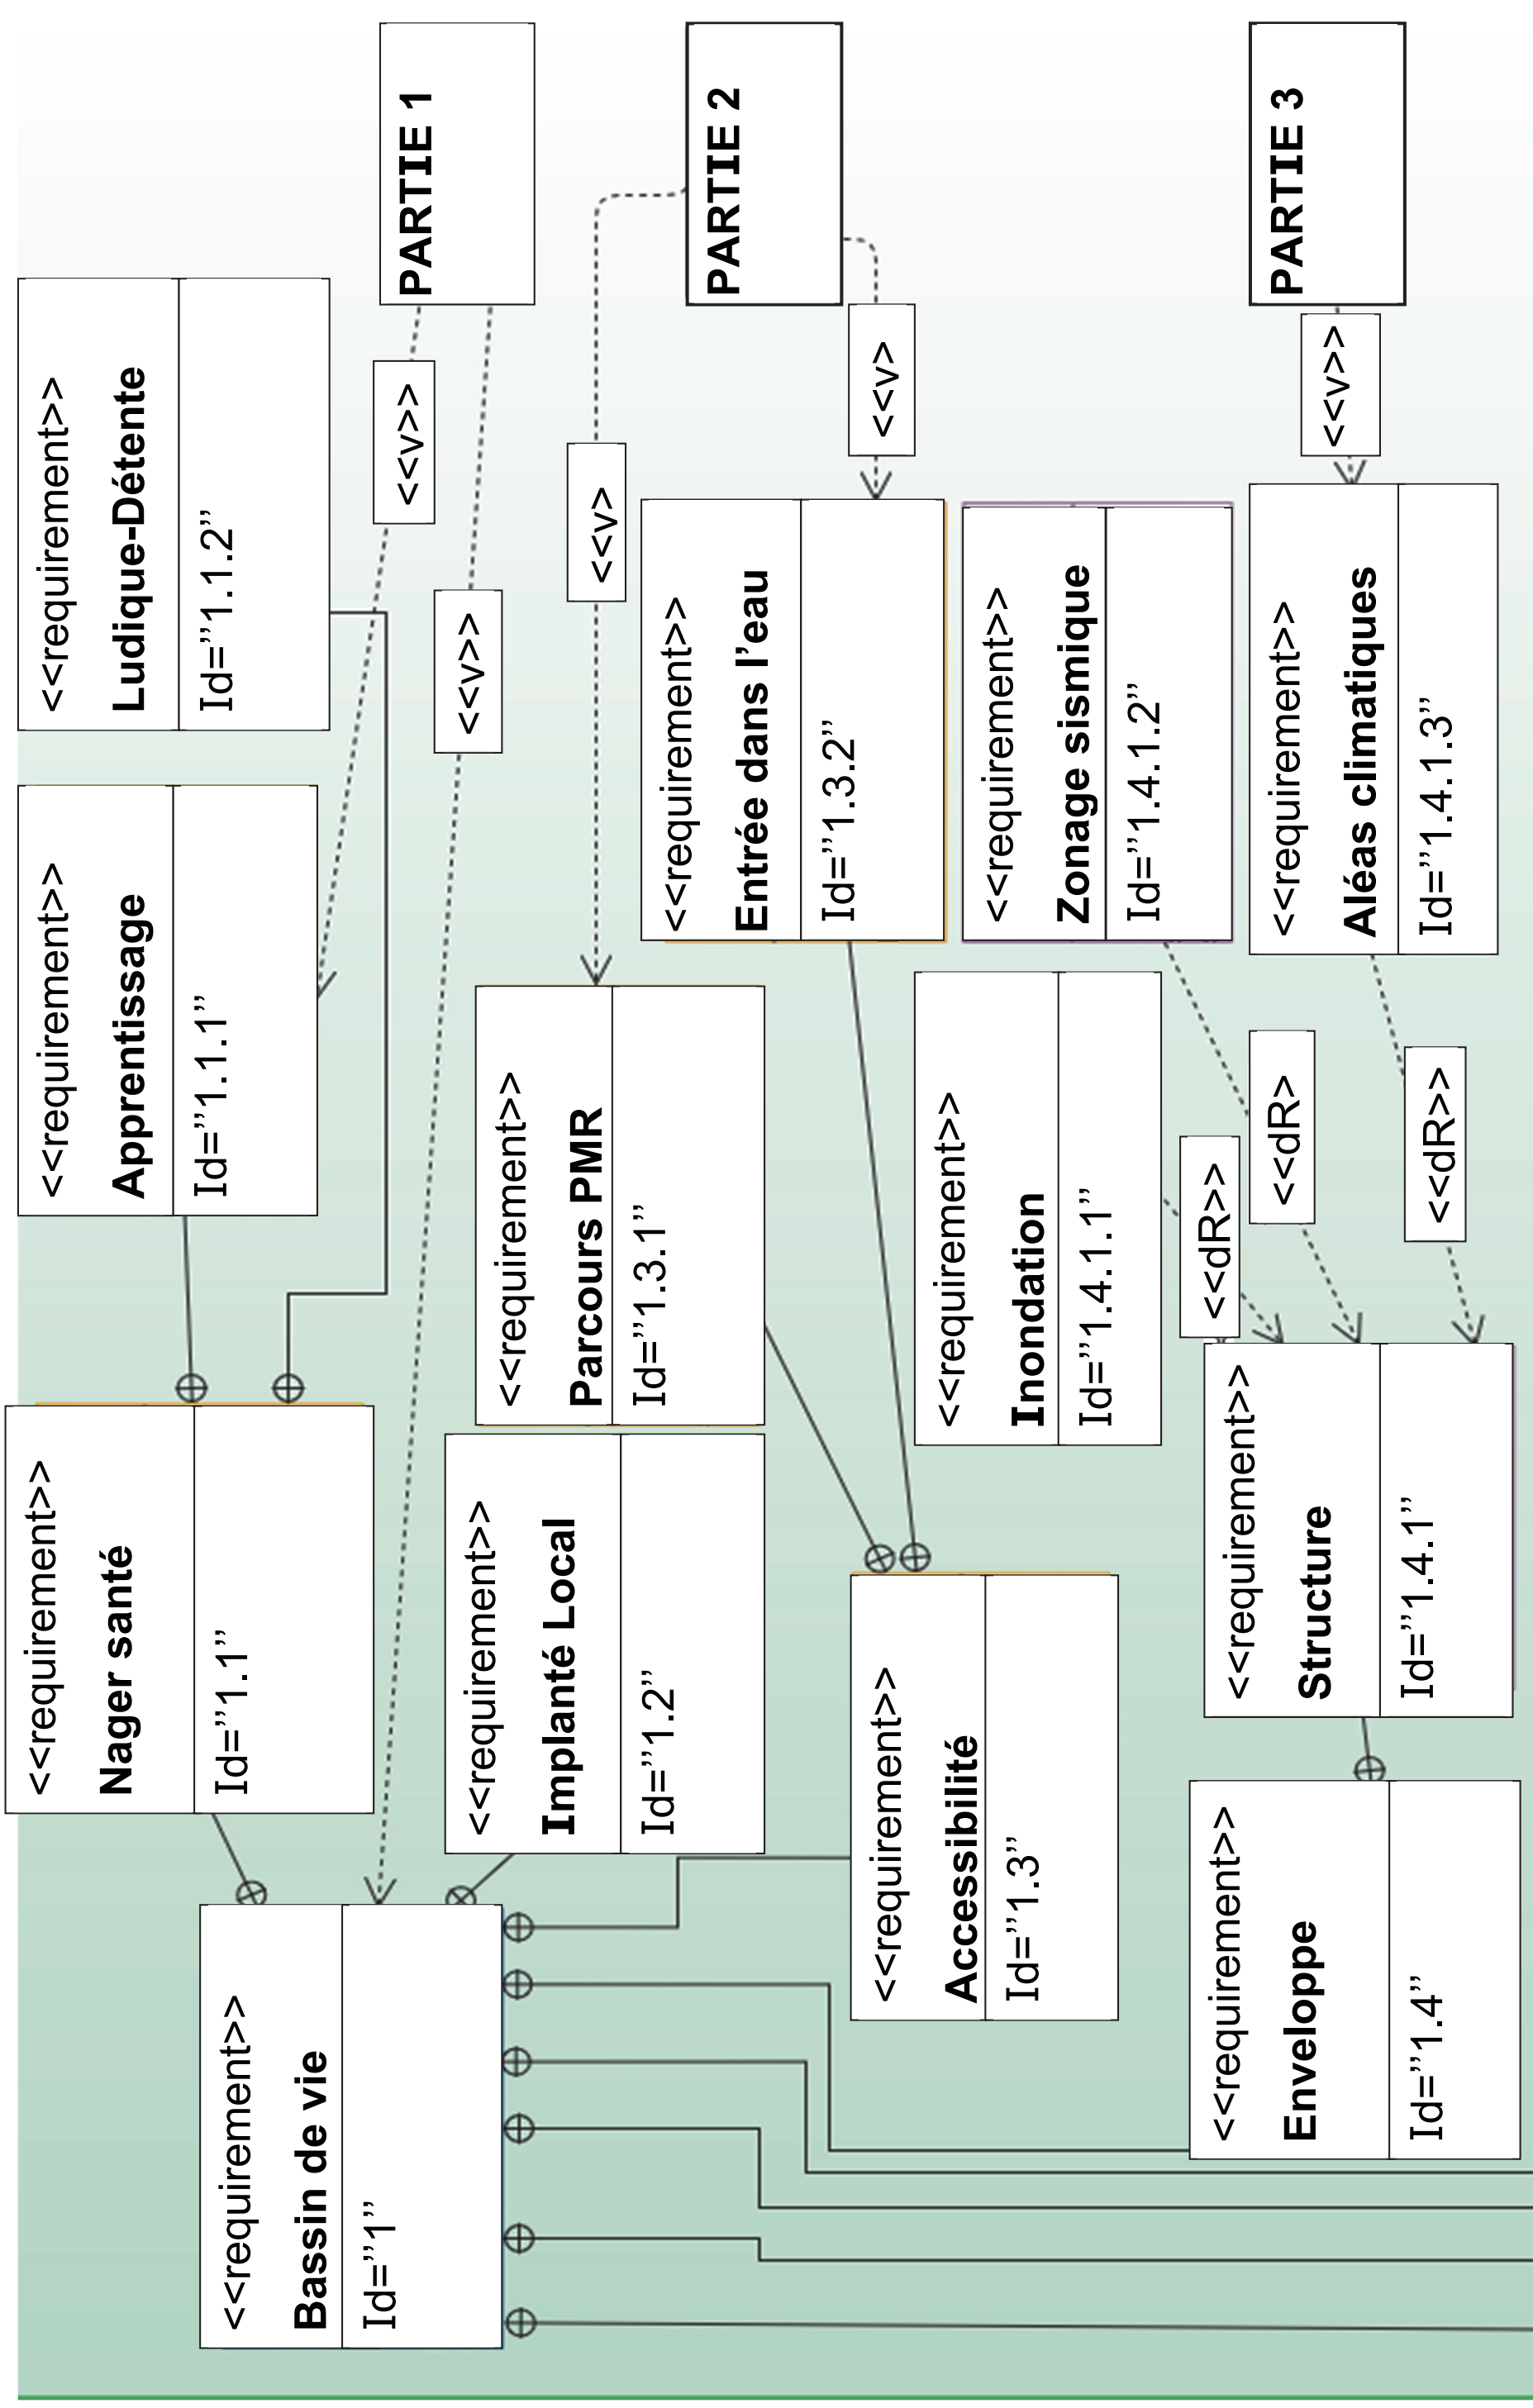 <<requirement>>
Bassin de vie
Id=”1”
<<requirement>>
Nager santé
Id=”1.1”
<<requirement>>
Apprentissage
Id=”1.1.1”
<<requirement>>
Ludique-Détente
Id=”1.1.2”
<<v>>
<<v>>
PARTIE 1
<<requirement>>
Implanté Local
Id=”1.2”
<<requirement>>
Parcours PMR
Id=”1.3.1”
<<v>
PARTIE 2
<<v>
<<requirement>>
Entrée dans l’eau
Id=”1.3.2”
<<requirement>>
Accessibilité
Id=”1.3”
<<requirement>>
Inondation
Id=”1.4.1.1”
<<requirement>>
Zonage sismique
Id=”1.4.1.2”
<<dR>>
<<dR>
<<dR>>
<<requirement>>
Enveloppe
Id=”1.4”
<<requirement>>
Structure
Id=”1.4.1”
<<requirement>>
Aléas climatiques
Id=”1.4.1.3”
<<v>>
PARTIE 3